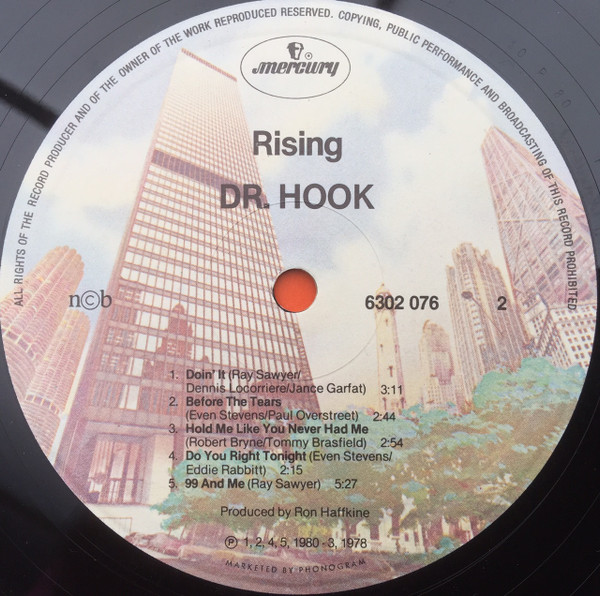 ALL RIGHTS OF THE RECORD PRODUCER AND OF THE OWNER OF THE WORK REPRODUCED RESERVED. COPYING, PUBLIC PERFORMANCE AND BROADCASTING OF THIS RECORD PROHIBITED
mercury
Rising
DR. HOOK
n©b
6302 076 2
1. Doin' It (Ray Sawyer/
Dennis Locorriere/Jance Garfat) 3:11
2. Before The Tears
(Even Stevens/Paul Overstreet) 2:44
3. Hold Me Like You Never Had Me
(Robert Bryne/Tommy Brasfield) 2:54
4. Do You Right Tonight (Even Stevens/
Eddie Rabbitt) 2:15
5. 99 And Me (Ray Sawyer) 5:27
Produced by Ron Haffkine
℗ 1, 2, 4, 5, 1980 - 3, 1978
MARKETED BY PHONOGRAM